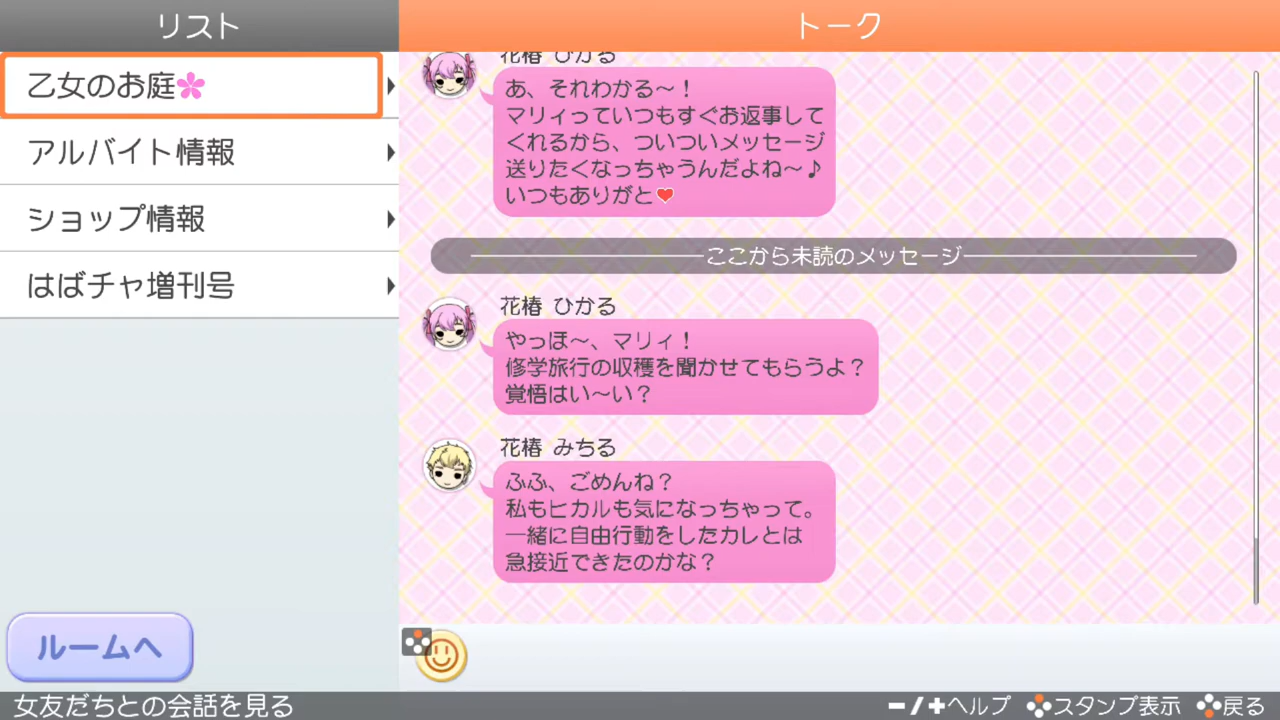 リスト
トーク
乙女のお庭
アルバイト情報
ショップ情報
はばチャ増刊号
ルームへ
花椿 ひかる
あ、それわかる~!
マリィっていつもすぐお返事して
くれるから、ついついメッセージ
送りたくなっちゃうんだよね~♪
いつもありがと❤
ここから未読のメッセージ
花椿 ひかる
やっほ~、マリィ!
修学旅行の収穫を聞かせてもらうよ?
覚悟はい~い?
花椿 みちる
ふふ、ごめんね?
私もヒカルも気になっちゃって。
一緒に自由行動をしたカレとは
急接近できたのかな?
女友だちとの会話を見る
-/+ヘルプ スタンプ表示 戻る